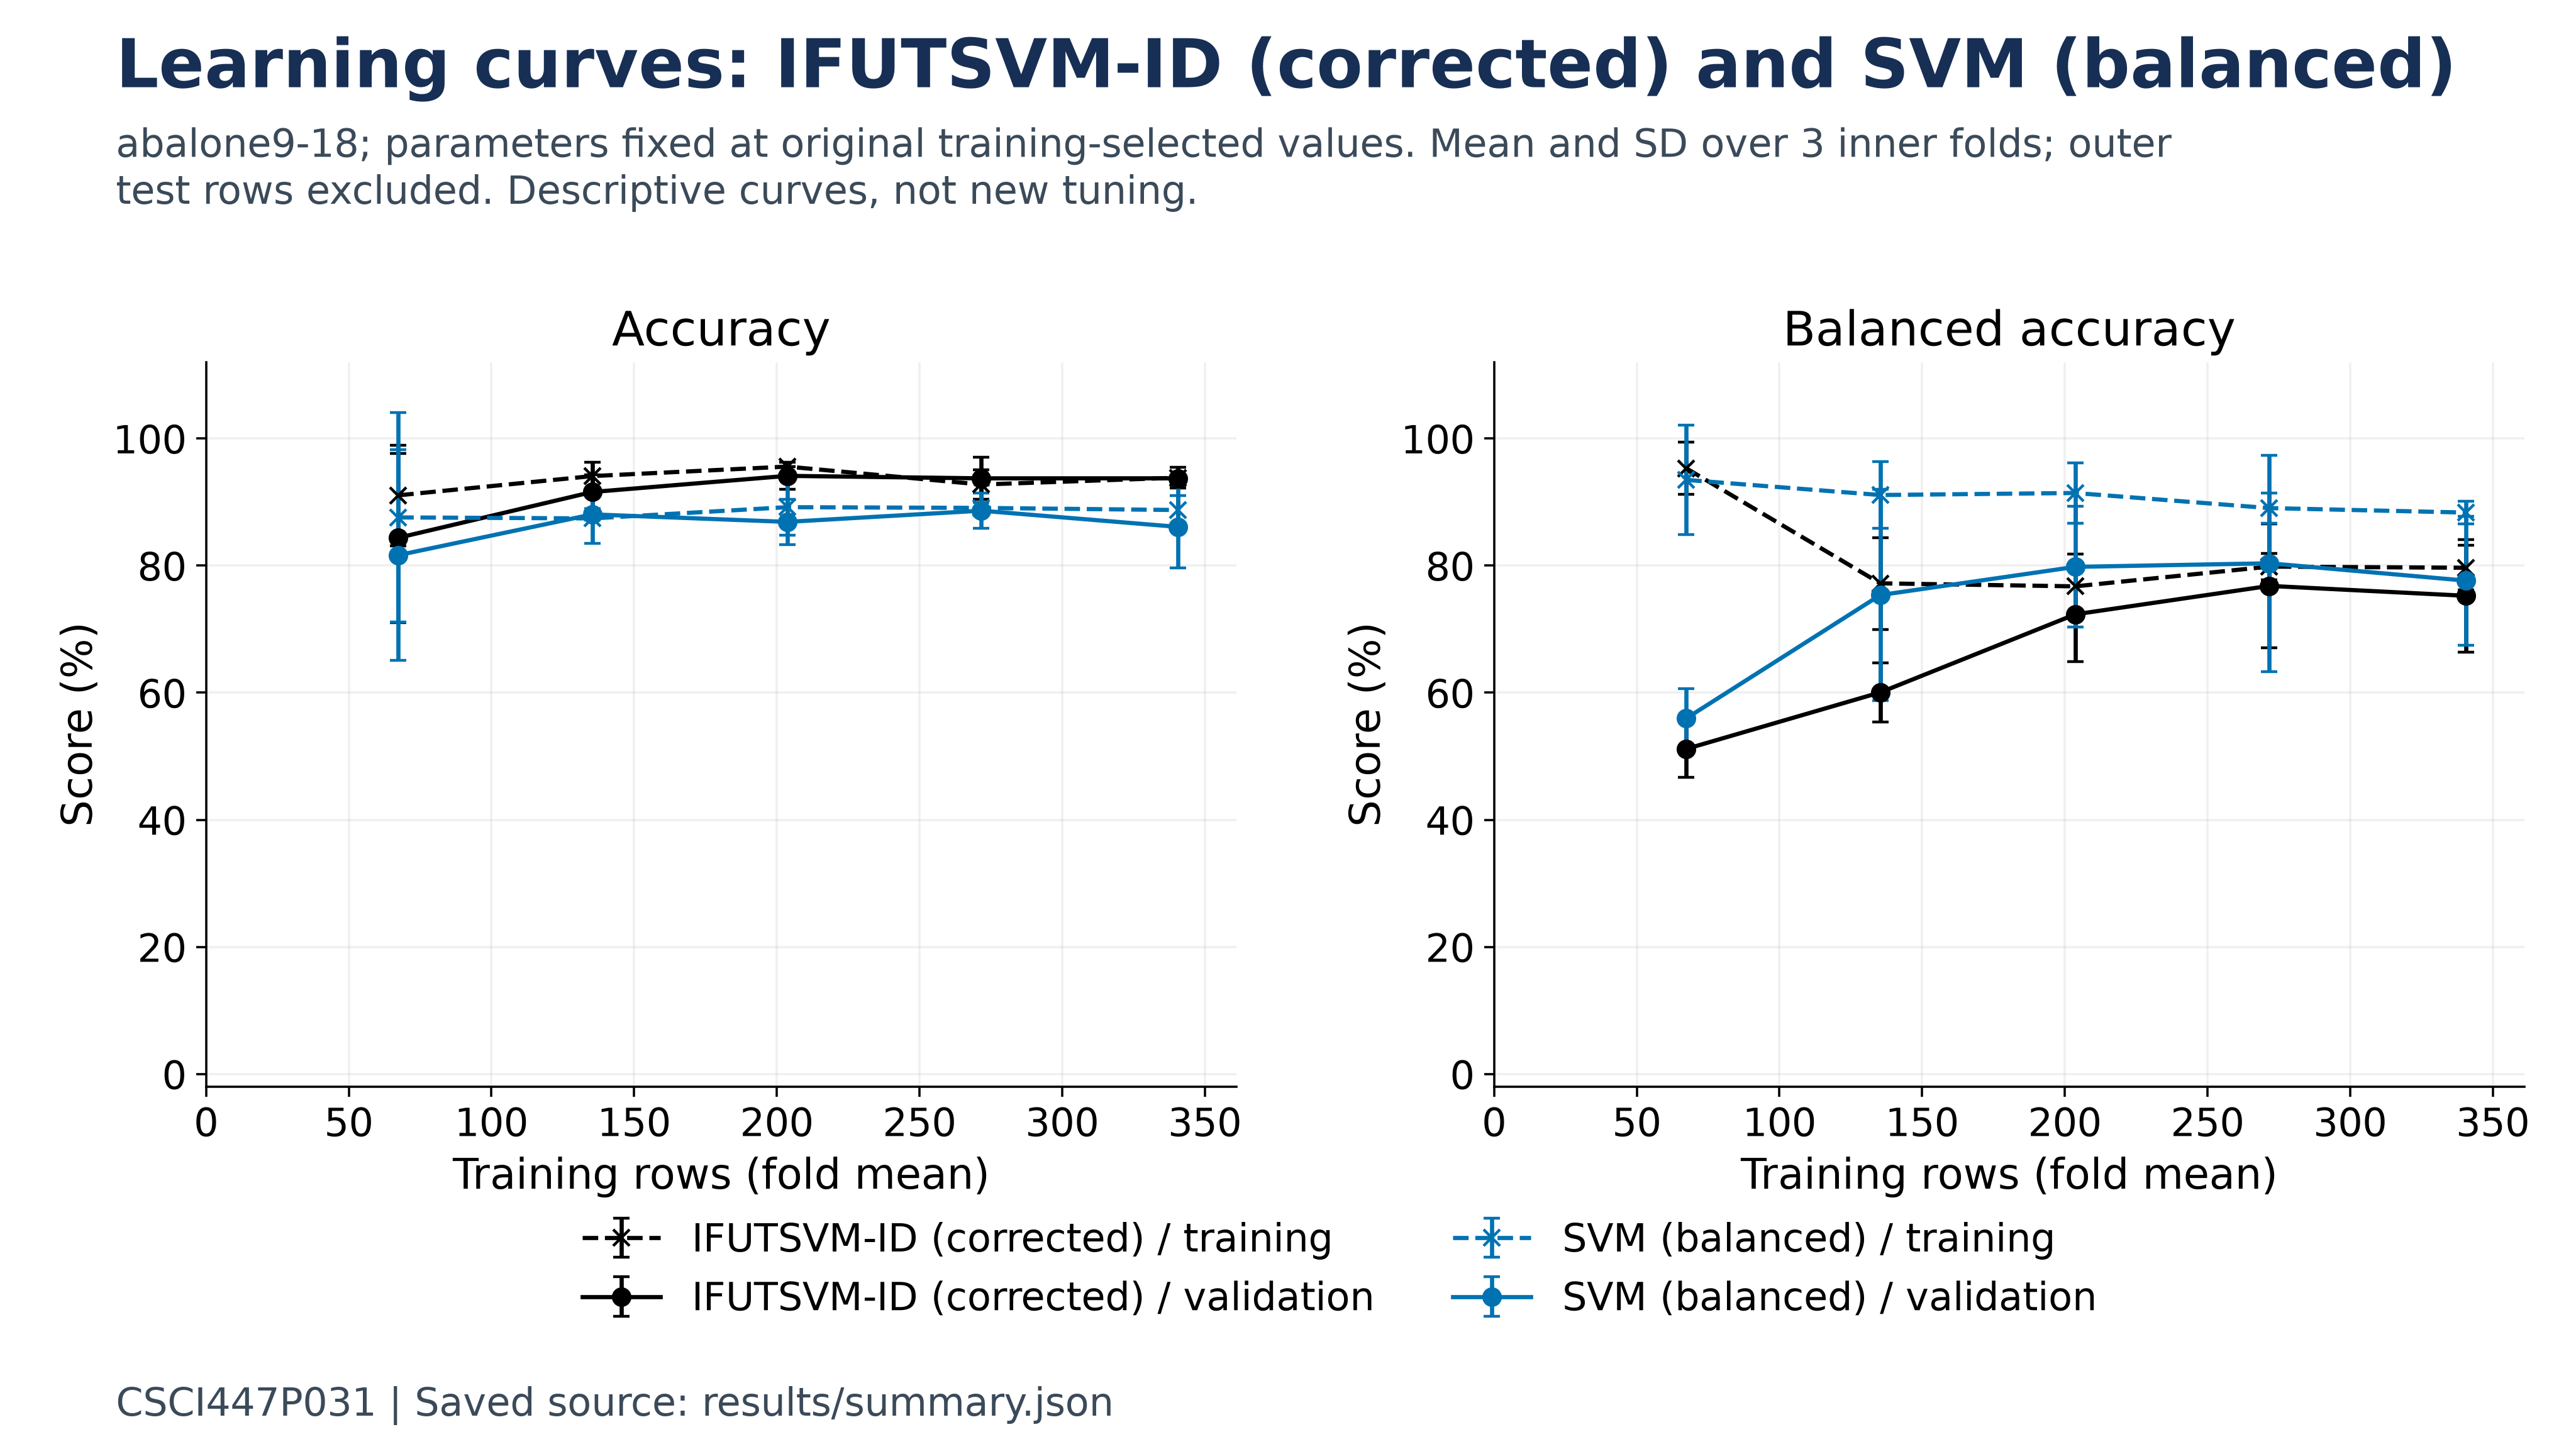 Learning curves: IFUTSVM-ID (corrected) and SVM (balanced)
abalone9-18; parameters fixed at original training-selected values. Mean and SD over 3 inner folds; outer
test rows excluded. Descriptive curves, not new tuning.
Accuracy
Score (%)
100
80
60
40
20
0
0 50 100 150 200 250 300 350
Training rows (fold mean)
Balanced accuracy
Score (%)
100
80
60
40
20
0
0 50 100 150 200 250 300 350
Training rows (fold mean)
IFUTSVM-ID (corrected) / training
IFUTSVM-ID (corrected) / validation
SVM (balanced) / training
SVM (balanced) / validation
CSCI447P031 | Saved source: results/summary.json